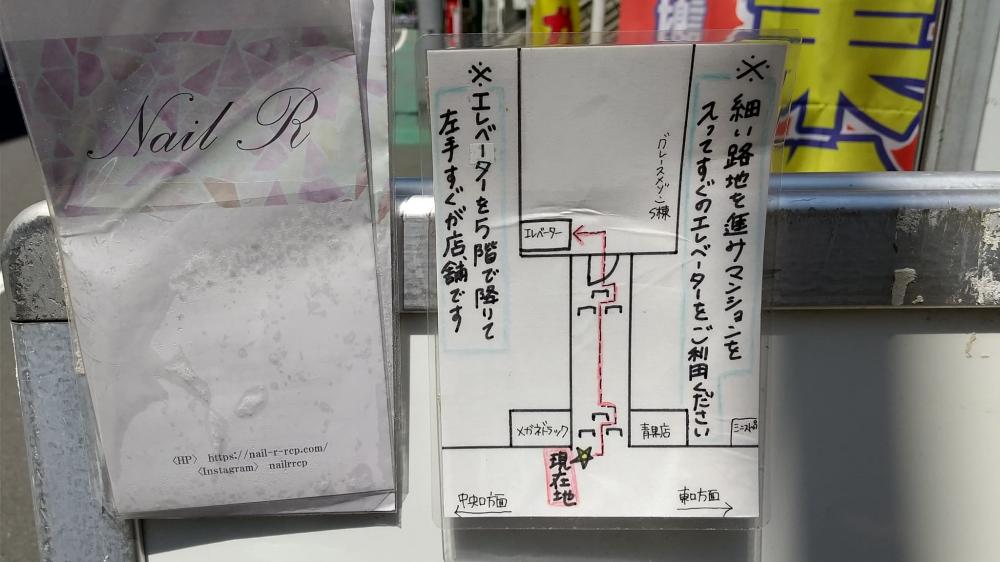 Nail R
〈HP〉 https://nail-r-rcp.com/
〈Instagram〉 nailrrcp
※細い路地を進みマンションを
入ってすぐのエレベーターをご利用ください
※エレベーターを5階で降りて
左手すぐが店舗です
グレースメゾン
S棟
エレベーター
メガネドラッグ
青果店
現在地
中央口方面
東口方面